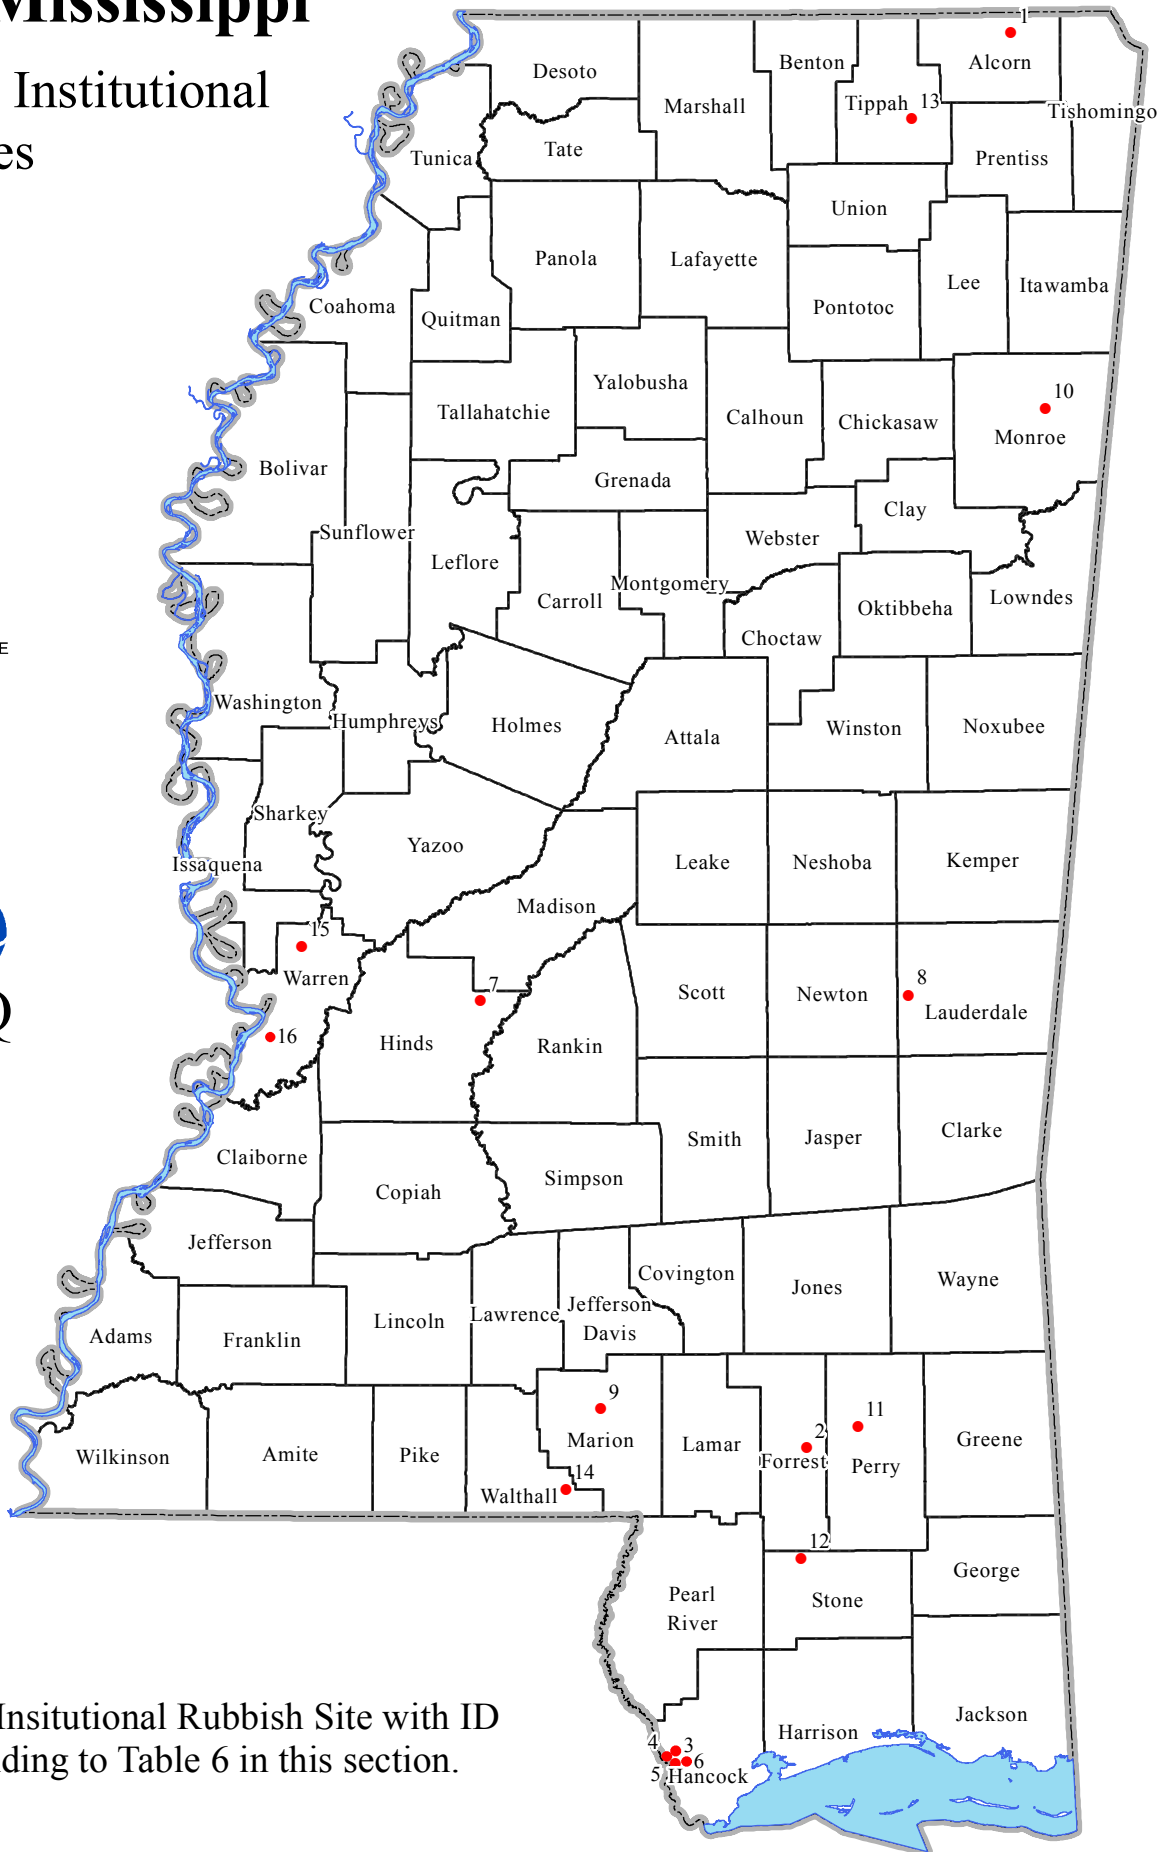 Mississippi
Institutional
es
1
Alcorn
Benton
Desoto
Marshall
Tippah 13
Tishomingo
Tunica
Tate
Prentiss
Union
Panola
Lafayette
Lee
Itawamba
Coahoma
Quitman
Pontotoc
Yalobusha
10
Tallahatchie
Calhoun
Chickasaw
Monroe
Bolivar
Grenada
Clay
Sunflower
Webster
Leflore
Montgomery
Carroll
Oktibbeha
Lowndes
Choctaw
E
Washington
Humphreys
Holmes
Attala
Winston
Noxubee
Sharkey
Yazoo
Issaquena
Leake
Neshoba
Kemper
Madison
15
Warren
7
Scott
Newton
8
Lauderdale
Q
16
Hinds
Rankin
Smith
Jasper
Clarke
Claiborne
Copiah
Simpson
Jefferson
Covington
Jones
Wayne
Adams
Franklin
Lincoln
Lawrence
Jefferson
Davis
9
11
Wilkinson
Amite
Pike
Marion
Lamar
2
Forrest
Perry
Greene
14
Walthall
12
George
Pearl
River
Stone
Insitutional Rubbish Site with ID
ding to Table 6 in this section.
Jackson
Harrison
4 3
6
5 Hancock